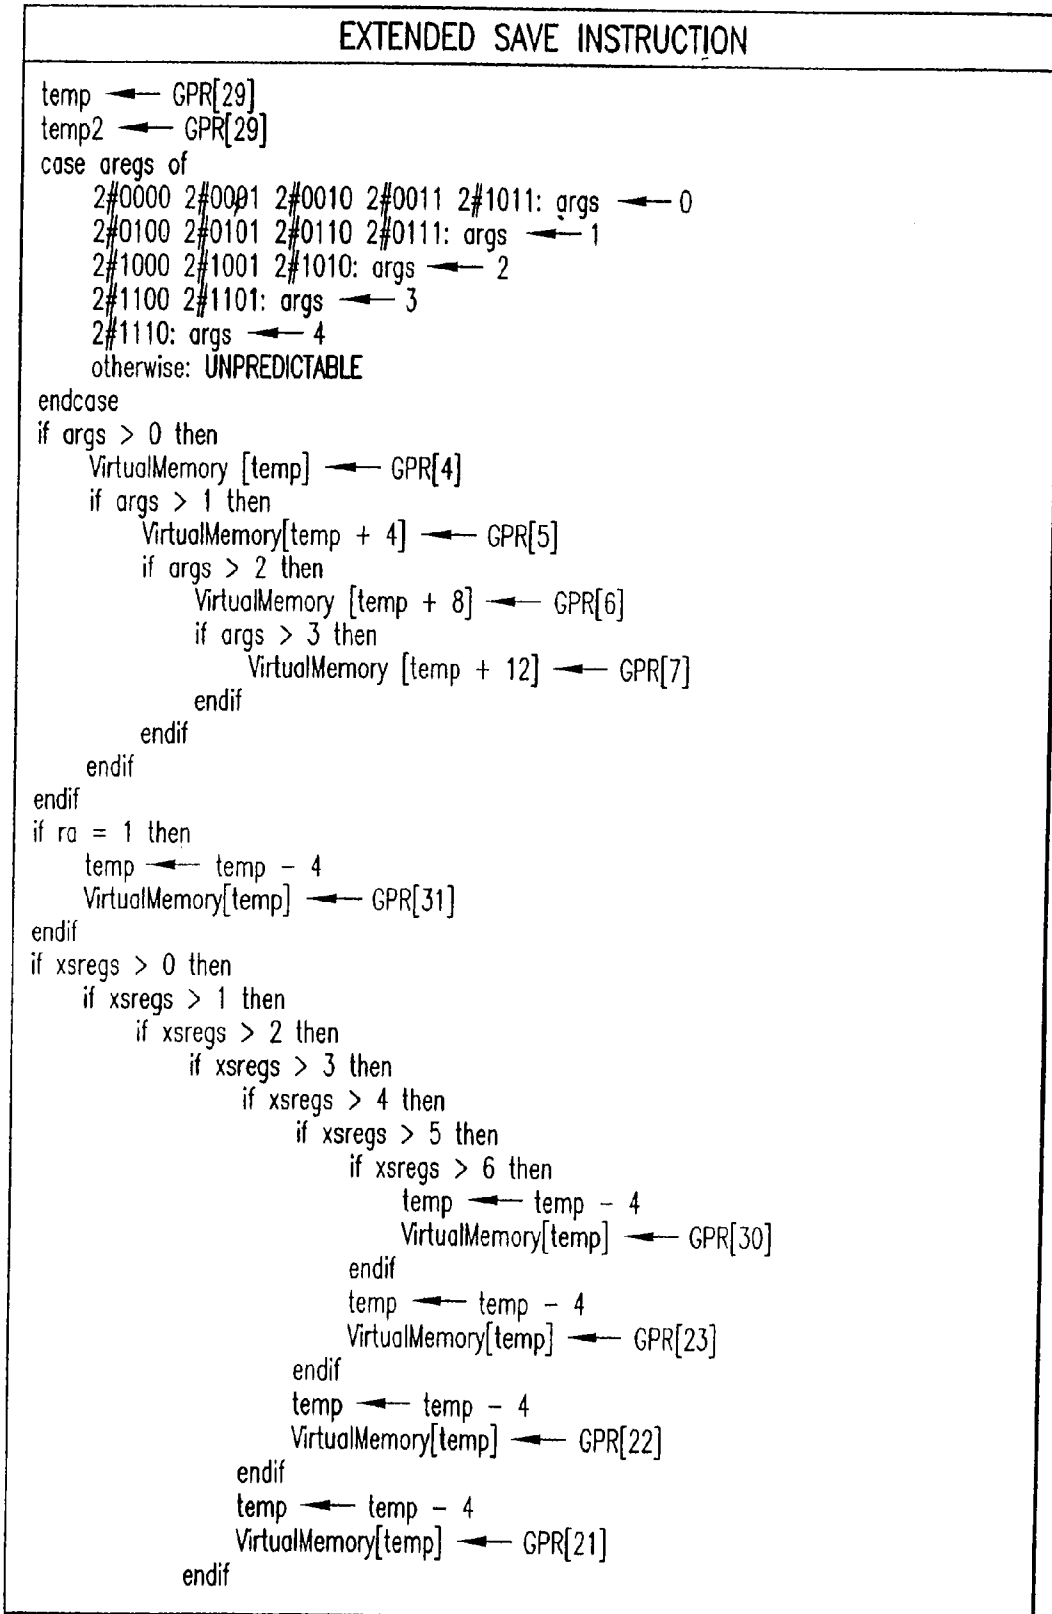 EXTENDED SAVE INSTRUCTION
temp ← GPR[29]
temp2 ← GPR[29]
case aregs of
2#0000 2#0001 2#0010 2#0011 2#1011: args ← 0
2#0100 2#0101 2#0110 2#0111: args ← 1
2#1000 2#1001 2#1010: args ← 2
2#1100 2#1101: args ← 3
2#1110: args ← 4
otherwise: UNPREDICTABLE
endcase
if args > 0 then
VirtualMemory [temp] ← GPR[4]
if args > 1 then
VirtualMemory[temp + 4] ← GPR[5]
if args > 2 then
VirtualMemory [temp + 8] ← GPR[6]
if args > 3 then
VirtualMemory [temp + 12] ← GPR[7]
endif
endif
endif
endif
if ra = 1 then
temp ← temp - 4
VirtualMemory[temp] ← GPR[31]
endif
if xsregs > 0 then
if xsregs > 1 then
if xsregs > 2 then
if xsregs > 3 then
if xsregs > 4 then
if xsregs > 5 then
if xsregs > 6 then
temp ← temp - 4
VirtualMemory[temp] ← GPR[30]
endif
temp ← temp - 4
VirtualMemory[temp] ← GPR[23]
endif
temp ← temp - 4
VirtualMemory[temp] ← GPR[22]
endif
temp ← temp - 4
VirtualMemory[temp] ← GPR[21]
endif